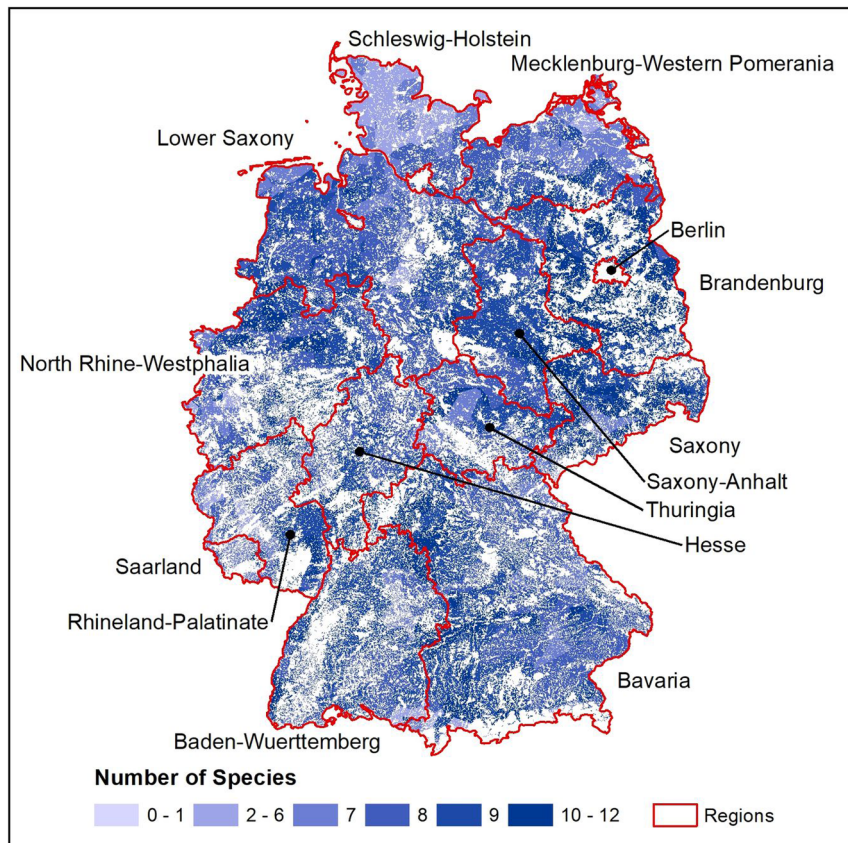 Schleswig-Holstein
Mecklenburg-Western Pomerania
Lower Saxony
Berlin
Brandenburg
North Rhine-Westphalia
Saxony
Saxony-Anhalt
Thuringia
Hesse
Saarland
Rhineland-Palatinate
Bavaria
Baden-Wuerttemberg
Number of Species
0 - 1 2 - 6 7 8 9 10 - 12 Regions